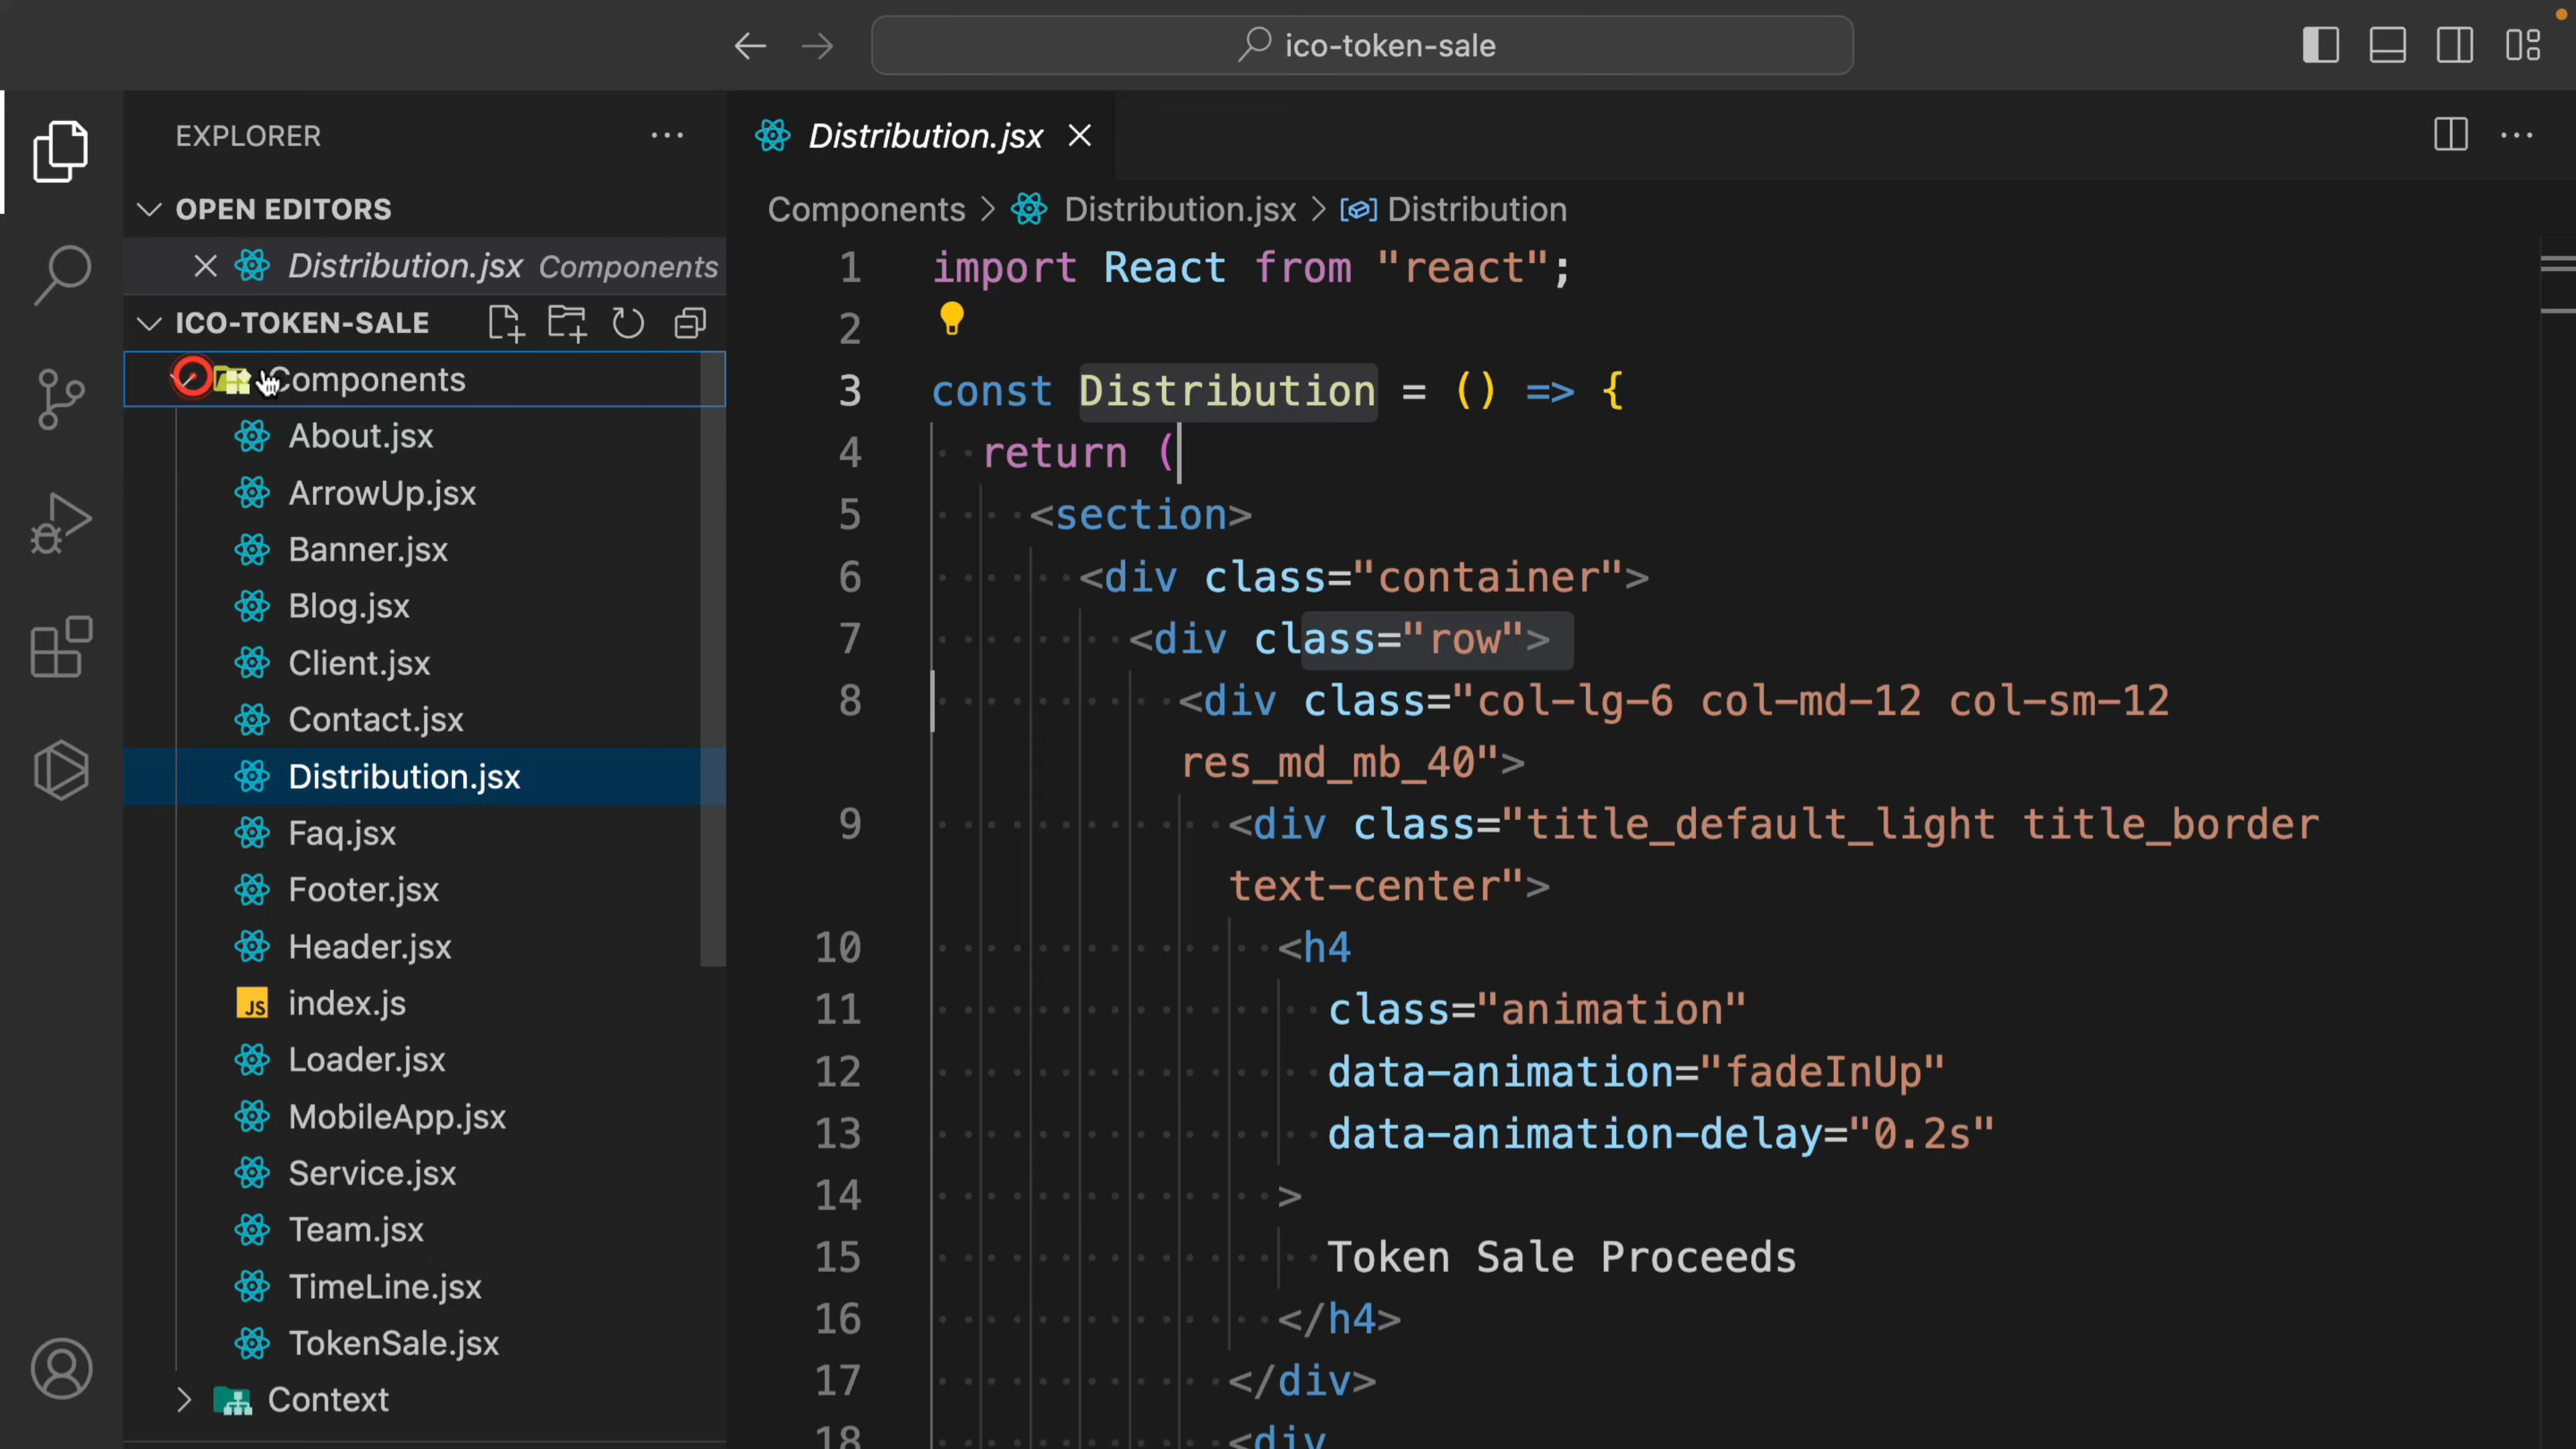 ico-token-sale
EXPLORER
OPEN EDITORS
Distribution.jsx Components
ICO-TOKEN-SALE
Components
About.jsx
ArrowUp.jsx
Banner.jsx
Blog.jsx
Client.jsx
Contact.jsx
Distribution.jsx
Faq.jsx
Footer.jsx
Header.jsx
JS index.js
Loader.jsx
MobileApp.jsx
Service.jsx
Team.jsx
TimeLine.jsx
TokenSale.jsx
Context
Distribution.jsx
Components > Distribution.jsx > Distribution
1 import React from "react";
2
3 const Distribution = () => {
4 return (
5 <section>
6 <div class="container">
7 <div class="row">
8 <div class="col-lg-6 col-md-12 col-sm-12
res_md_mb_40">
9 <div class="title_default_light title_border
text-center">
10 <h4
11 class="animation"
12 data-animation="fadeInUp"
13 data-animation-delay="0.2s"
14 >
15 Token Sale Proceeds
16 </h4>
17 </div>
18 <div